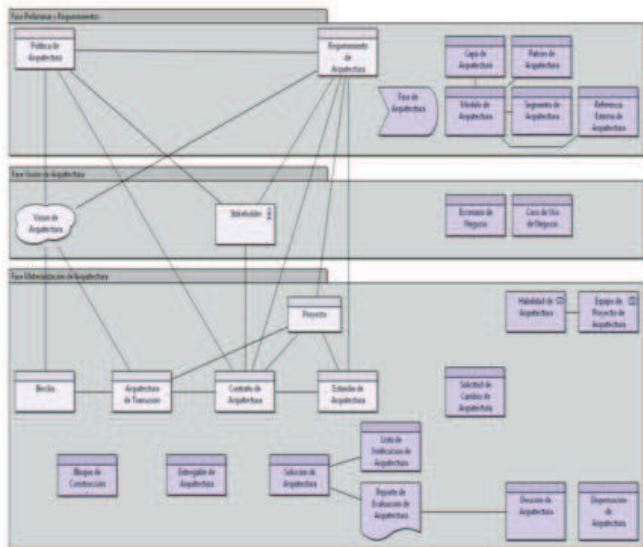 Fase Preliminar y Requerimientos
Política de
Arquitectura
Requerimiento
de
Arquitectura
Capa de
Arquitectura
Patrón de
Arquitectura
Fase de
Arquitectura
Modelo de
Arquitectura
Segmento de
Arquitectura
Referencia
Externa de
Arquitectura
Fase Visión de Arquitectura
Visión de
Arquitectura
Stakeholder
Escenario de
Negocio
Caso de Uso
de Negocio
Fase Materialización de Arquitectura
Proyecto
Habilidad de
Arquitectura
Equipo de
Proyecto de
Arquitectura
Brecha
Arquitectura
de Transición
Contrato de
Arquitectura
Estándar de
Arquitectura
Solicitud de
Cambio de
Arquitectura
Bloque de
Construcción
Entregable de
Arquitectura
Solución de
Arquitectura
Lista de
Verificación de
Arquitectura
Reporte de
Evaluación de
Arquitectura
de Arquitectura
Dispensación
de
Arquitectura